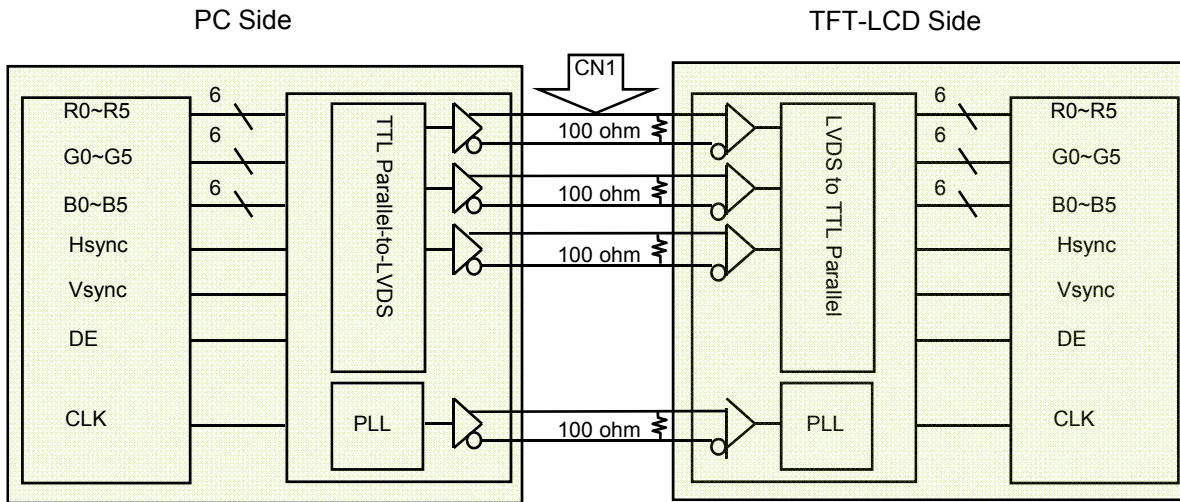 PC Side
TFT-LCD Side
CN1
R0~R5
6
G0~G5
6
B0~B5
6
Hsync
Vsync
DE
CLK
TTL Parallel-to-LVDS
PLL
100 ohm
100 ohm
100 ohm
100 ohm
LVDS to TTL Parallel
PLL
6
R0~R5
6
G0~G5
6
B0~B5
Hsync
Vsync
DE
CLK